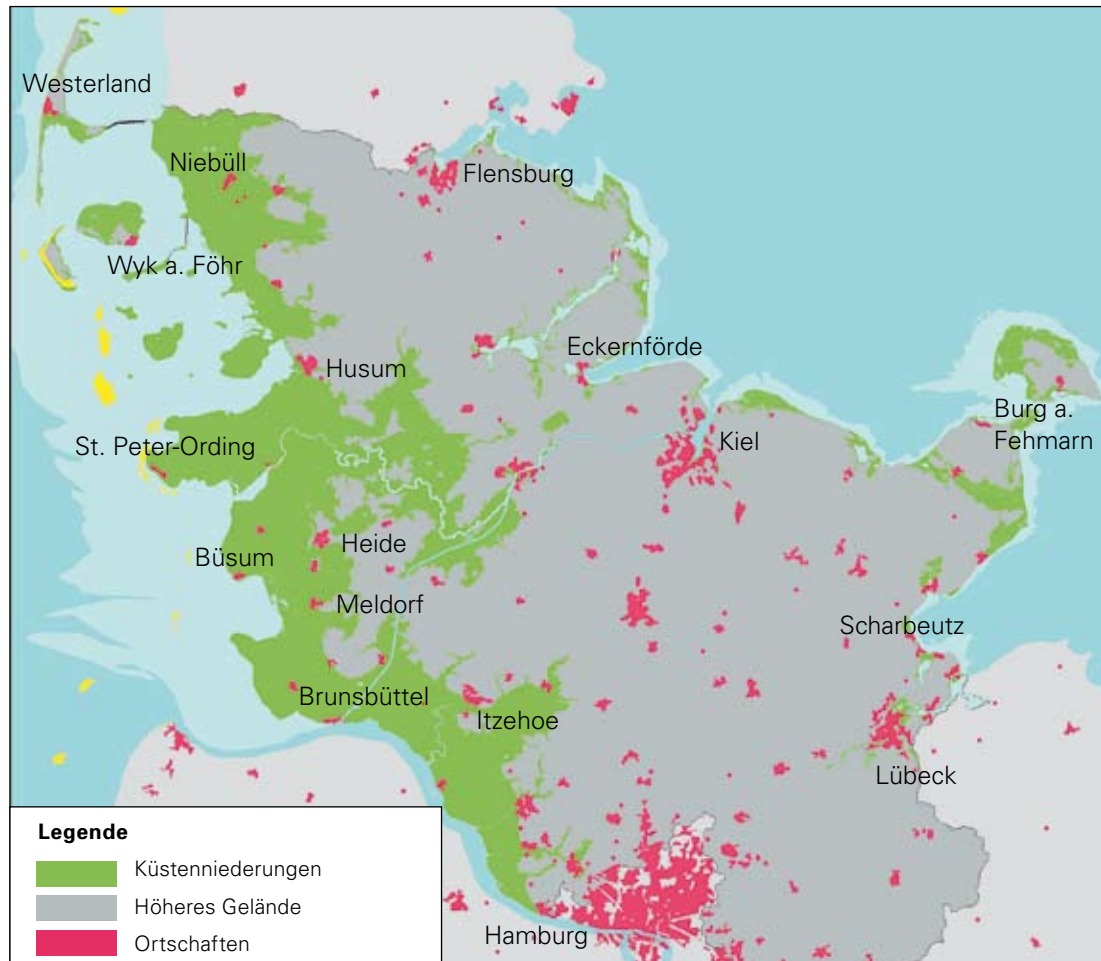 Westerland
Niebüll
Flensburg
Wyk a. Föhr
Eckernförde
Husum
Burg a.
Fehmarn
St. Peter-Ording
Kiel
Heide
Büsum
Meldorf
Scharbeutz
Brunsbüttel
Itzehoe
Lübeck
Hamburg
Legende
Küstenniederungen
Höheres Gelände
Ortschaften